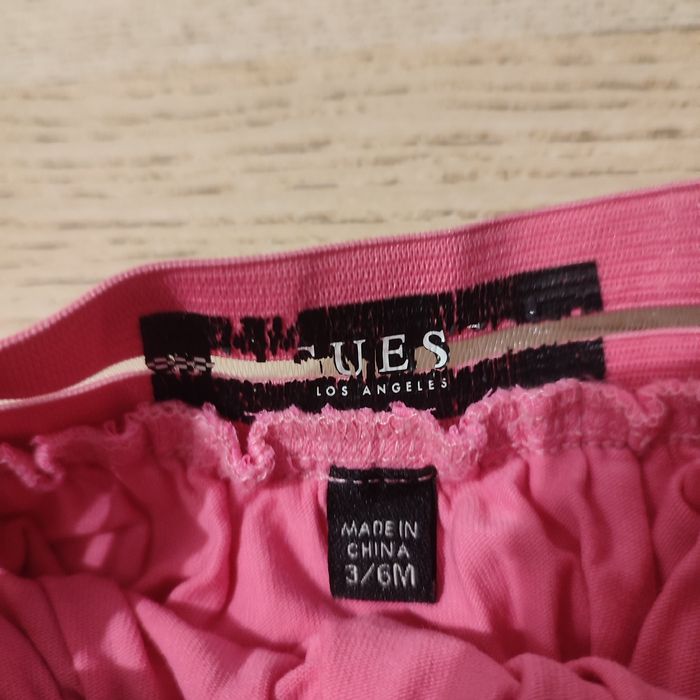 GUESS
LOS ANGELES
MADE IN
CHINA
3/6M